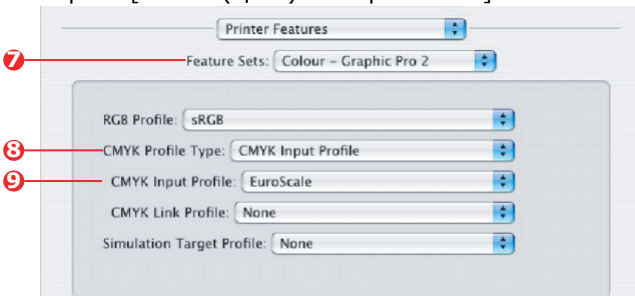 Printer Features
7 Feature Sets: Colour – Graphic Pro 2
RGB Profile: sRGB
8 CMYK Profile Type: CMYK Input Profile
9 CMYK Input Profile: EuroScale
CMYK Link Profile: None
Simulation Target Profile: None